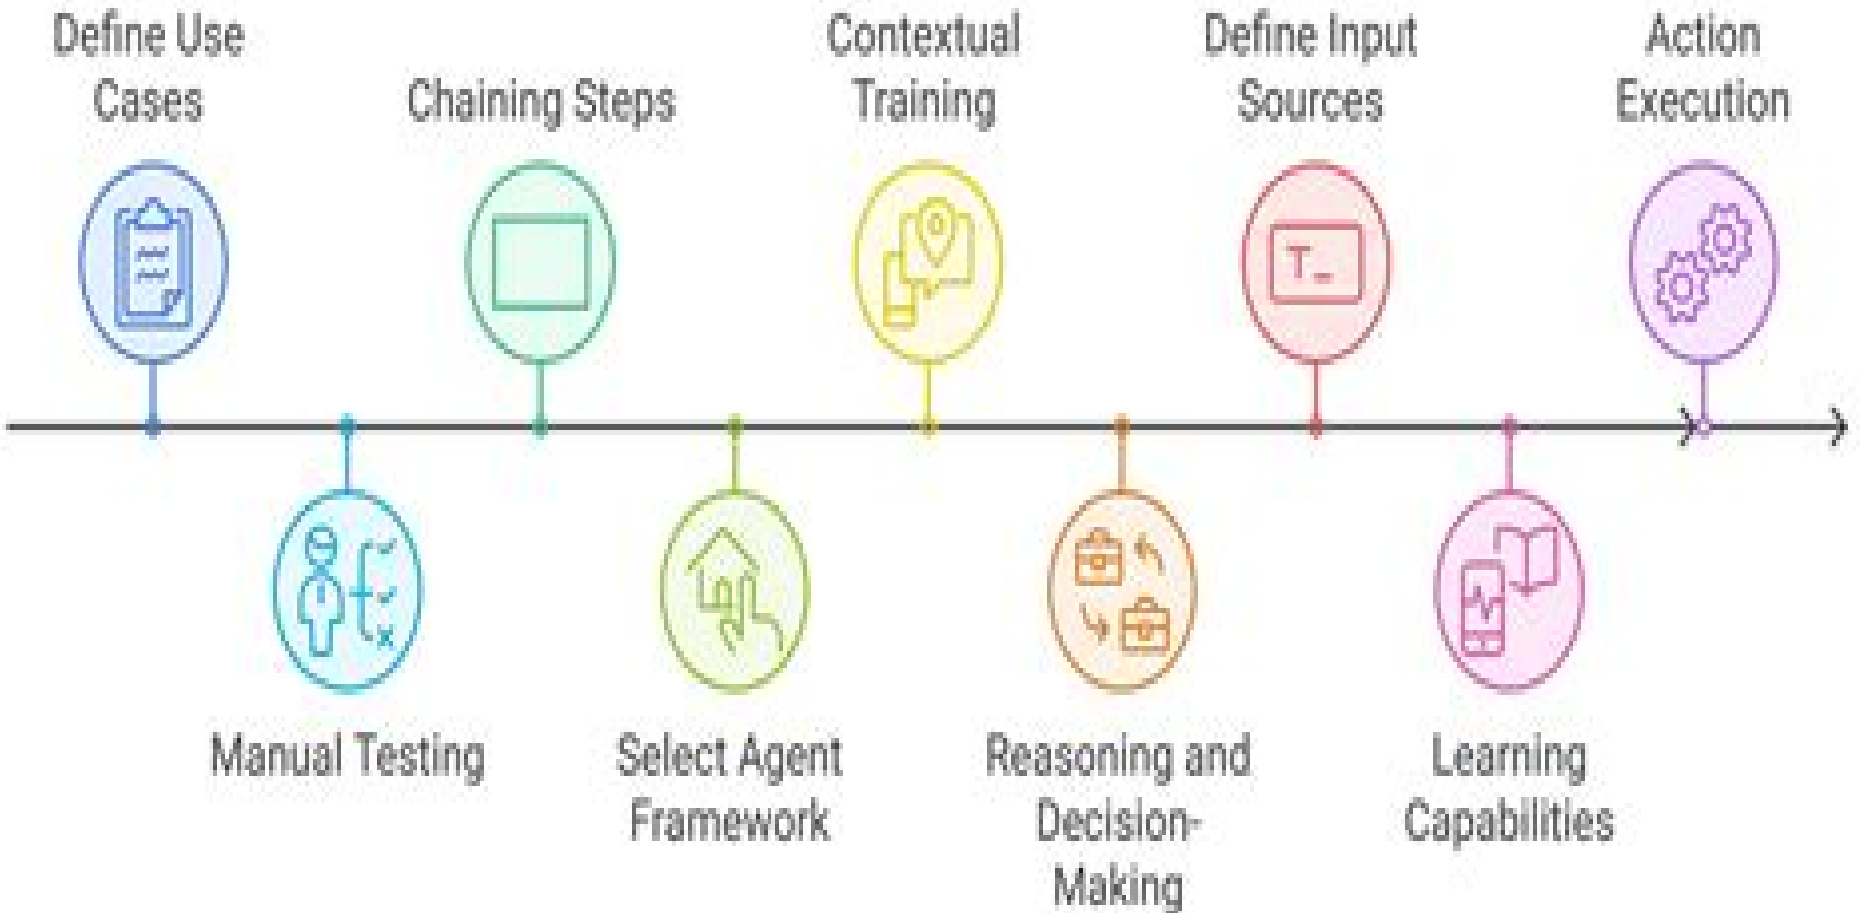 Define Use
Cases
Manual Testing
Chaining Steps
Select Agent
Framework
Contextual
Training
Reasoning and
Decision-
Making
Define Input
Sources
T_
Learning
Capabilities
Action
Execution